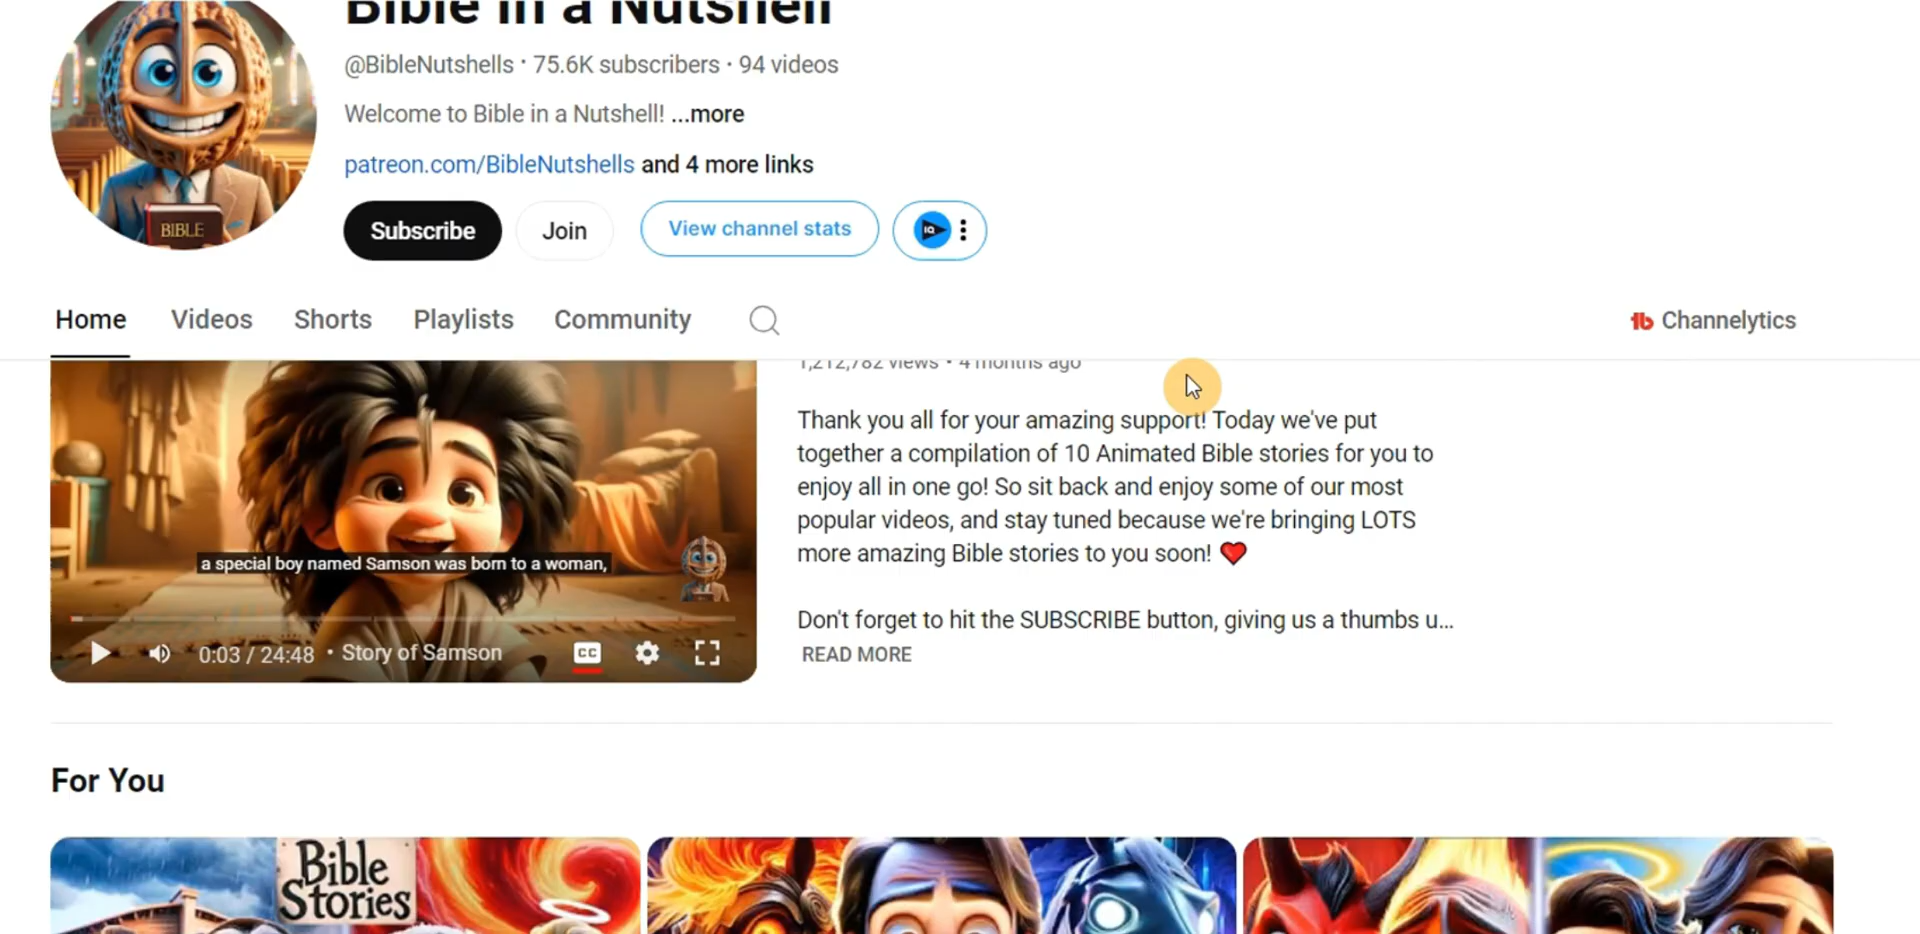 Bible in a Nutshell
@BibleNutshells · 75.6K subscribers · 94 videos
Welcome to Bible in a Nutshell! ...more
patreon.com/BibleNutshells and 4 more links
BIBLE
Subscribe
Join
View channel stats
IQ
Home
Videos
Shorts
Playlists
Community
Channelytics
1,212,782 views • 4 months ago
Thank you all for your amazing support! Today we've put
together a compilation of 10 Animated Bible stories for you to
enjoy all in one go! So sit back and enjoy some of our most
popular videos, and stay tuned because we're bringing LOTS
more amazing Bible stories to you soon! ❤️
Don't forget to hit the SUBSCRIBE button, giving us a thumbs u...
READ MORE
a special boy named Samson was born to a woman,
0:03 / 24:48 • Story of Samson
CC
For You
Bible
Stories